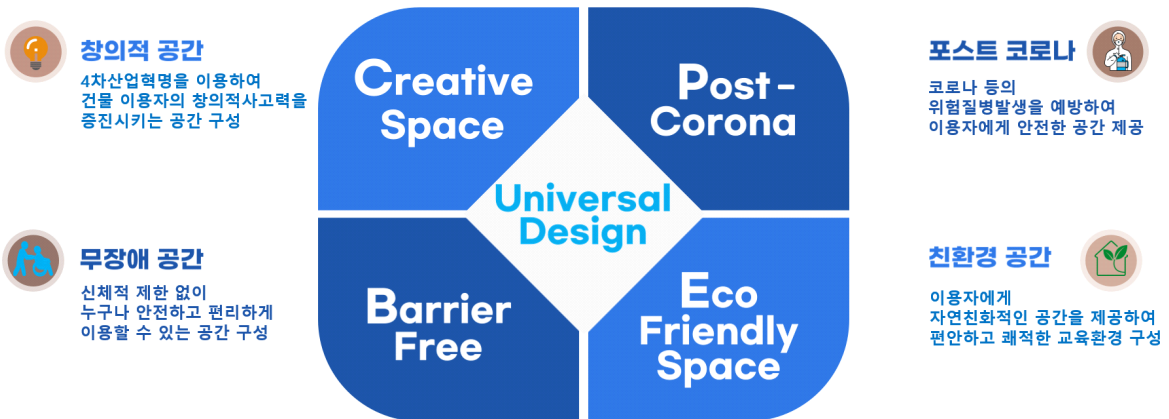 창의적 공간
4차산업혁명을 이용하여
건물 이용자의 창의적사고력을
증진시키는 공간 구성
Creative
Space
Post-
Corona
포스트 코로나
코로나 등의
위험질병발생을 예방하여
이용자에게 안전한 공간 제공
Universal
Design
무장애 공간
신체적 제한 없이
누구나 안전하고 편리하게
이용할 수 있는 공간 구성
Barrier
Free
Eco
Friendly
Space
친환경 공간
이용자에게
자연친화적인 공간을 제공하여
편안하고 쾌적한 교육환경 구성